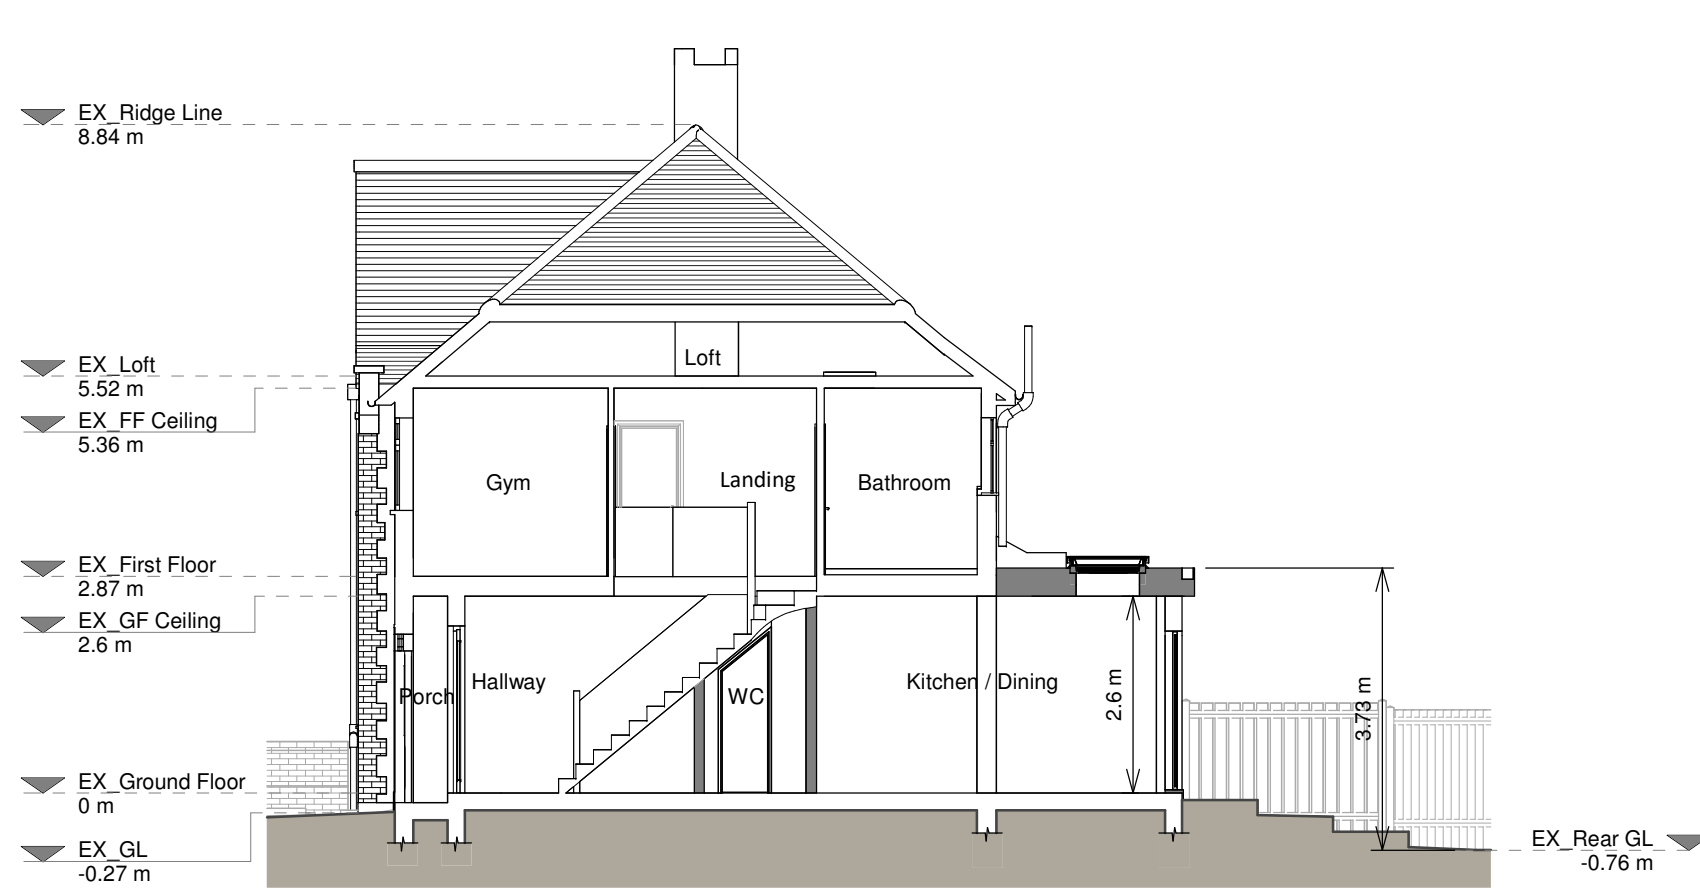 EX_Ridge Line
8.84 m
EX_Loft
5.52 m
EX_FF Ceiling
5.36 m
EX_First Floor
2.87 m
EX_GF Ceiling
2.6 m
EX_Ground Floor
0 m
EX_GL
-0.27 m
Loft
Gym
Landing
Bathroom
Porch
Hallway
WC
Kitchen / Dining
2.6 m
3.73 m
EX_Rear GL
-0.76 m